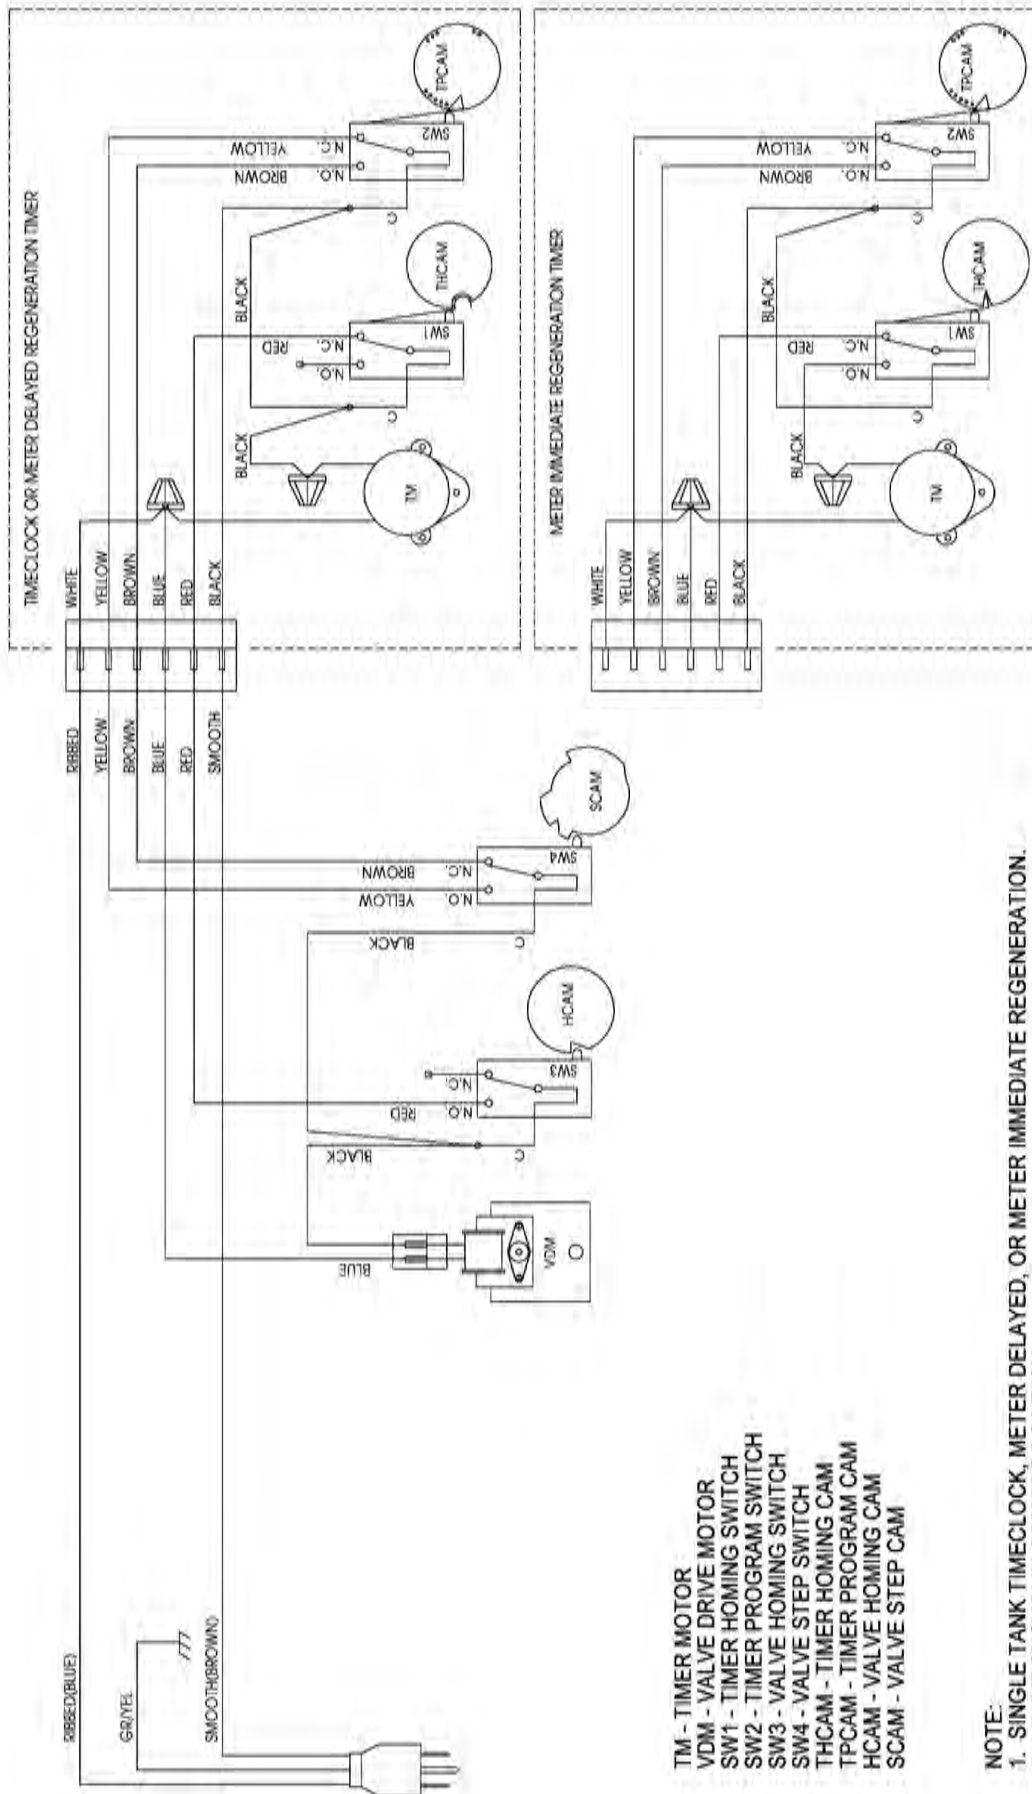 TIMECLOCK OR METER DELAYED REGENERATION TIMER
RIBBED(BLUE)
GR/YEL
SMOOTH(BROWN)
RIBBED
YELLOW
BROWN
BLUE
RED
SMOOTH
WHITE
YELLOW
BROWN
BLUE
RED
BLACK
BLACK
BLACK
TM
RED
N.O.
N.C.
SW1
C
THCAM
BROWN
YELLOW
N.O.
N.C.
SW2
C
TPCAM
BLUE
VDM
BLACK
C
RED
N.O.
N.C.
SW3
HCAM
BLACK
C
YELLOW
BROWN
N.O.
N.C.
SW4
SCAM
METER IMMEDIATE REGENERATION TIMER
WHITE
YELLOW
BROWN
BLUE
RED
BLACK
BLACK
BLACK
TM
RED
N.O.
N.C.
SW1
C
THCAM
BROWN
YELLOW
N.O.
N.C.
SW2
C
TPCAM
TM - TIMER MOTOR
VDM - VALVE DRIVE MOTOR
SW1 - TIMER HOMING SWITCH
SW2 - TIMER PROGRAM SWITCH
SW3 - VALVE HOMING SWITCH
SW4 - VALVE STEP SWITCH
THCAM - TIMER HOMING CAM
TPCAM - TIMER PROGRAM CAM
HCAM - VALVE HOMING CAM
SCAM - VALVE STEP CAM
NOTE:
1. SINGLE TANK TIMECLOCK, METER DELAYED, OR METER IMMEDIATE REGENERATION.